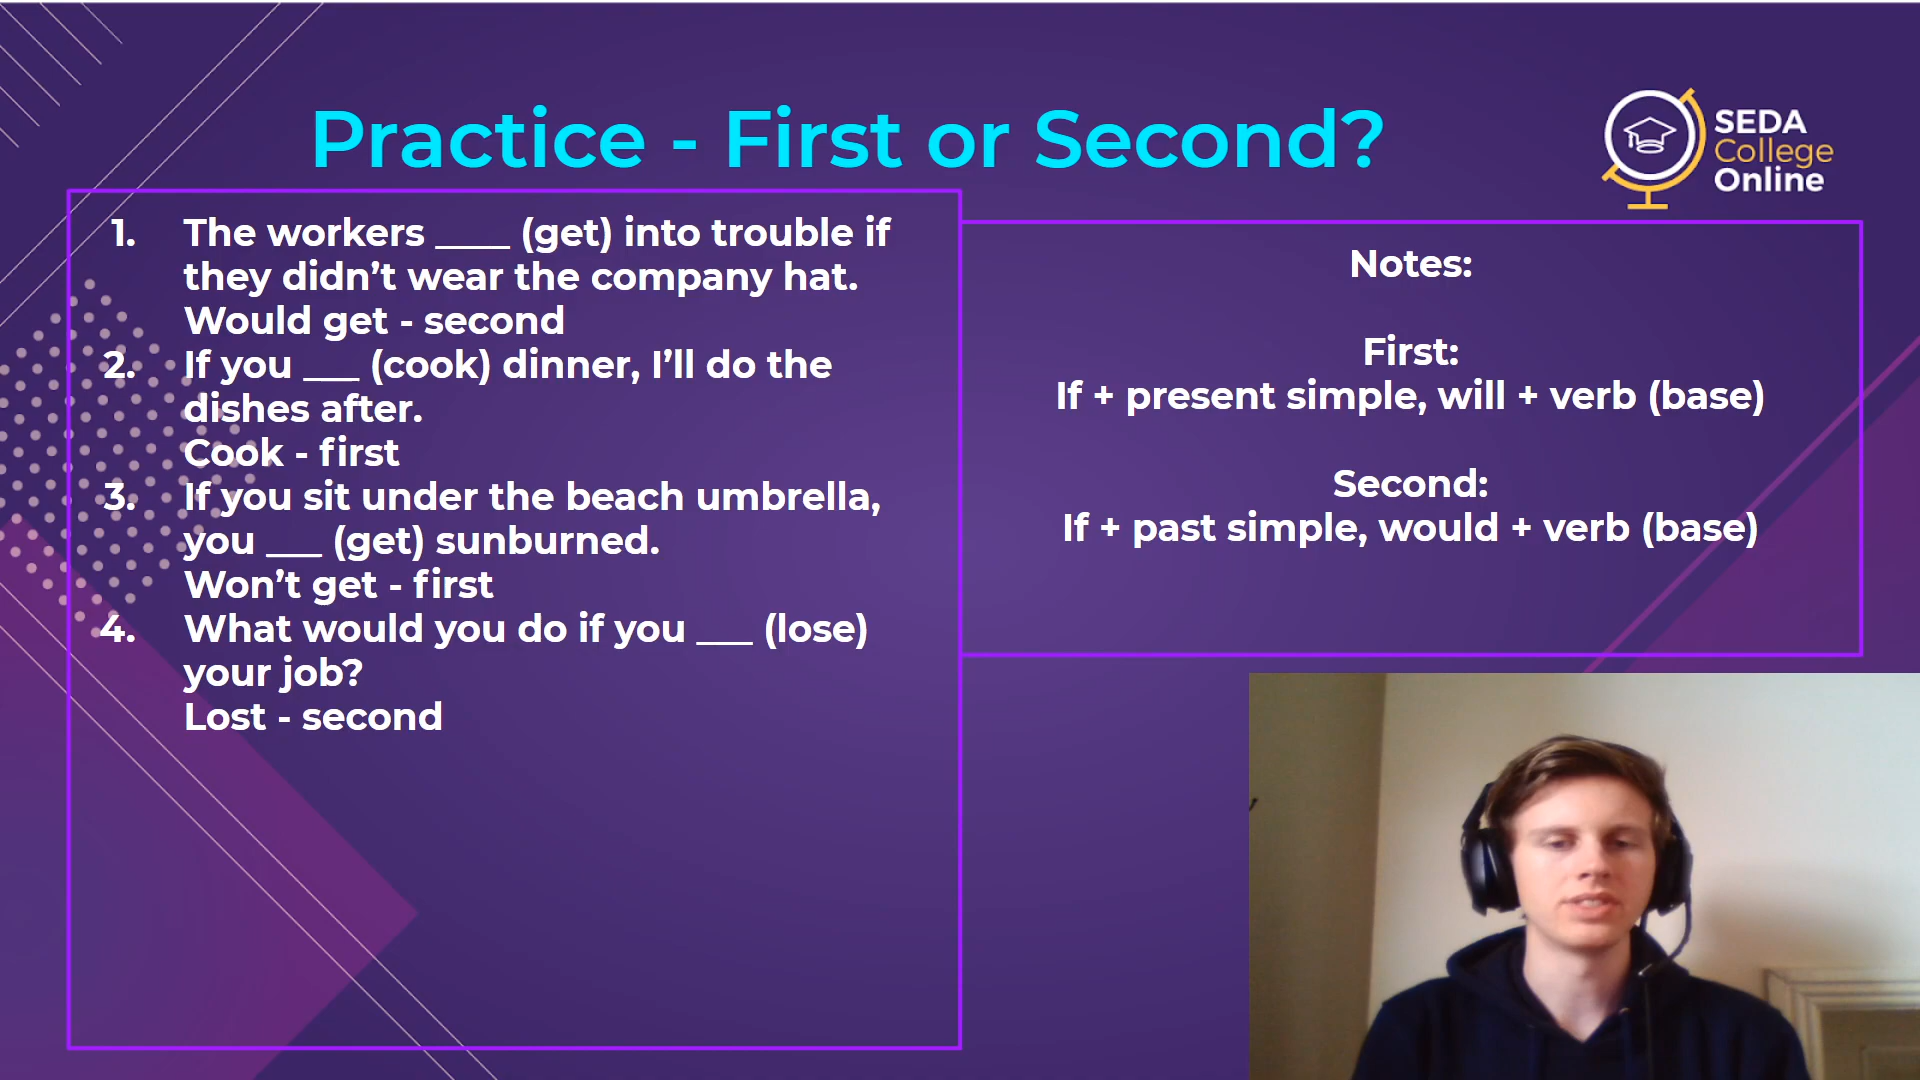 Practice - First or Second?
SEDA
College
Online
1. The workers ____ (get) into trouble if
they didn’t wear the company hat.
Would get - second
2. If you ___ (cook) dinner, I’ll do the
dishes after.
Cook - first
3. If you sit under the beach umbrella,
you ___ (get) sunburned.
Won’t get - first
4. What would you do if you ___ (lose)
your job?
Lost - second
Notes:
First:
If + present simple, will + verb (base)
Second:
If + past simple, would + verb (base)